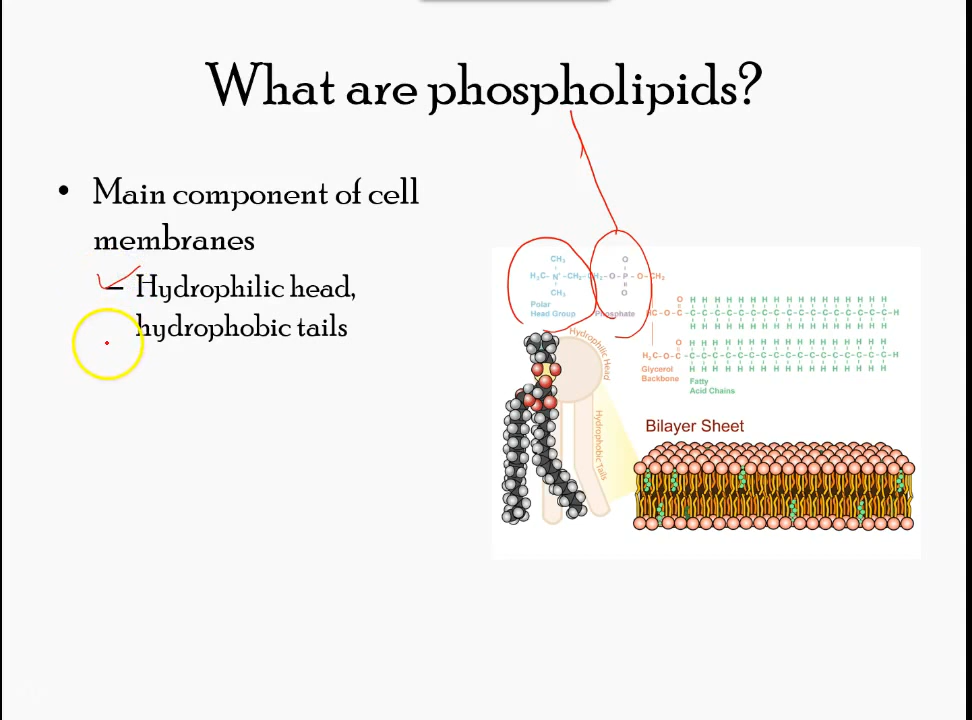 What are phospholipids?
• Main component of cell
membranes
– Hydrophilic head,
hydrophobic tails
CH₃
O
H₃C- N⁺ -CH₂-CH₂-O-P-O-CH₂
CH₃
O
Polar
Head Group
Phosphate
O H H H H H H H H H H H H H H H H H
HC-O-C-C-C-C-C-C-C-C-C-C-C-C-C-C-C-C-C-C-H
H H H H H H H H H H H H H H H H H
O H H H H H H H H H H H H H H H H H
H₂C-O-C-C-C-C-C-C-C-C-C-C-C-C-C-C-C-C-C-C-H
H H H H H H H H H H H H H H H H H
Glycerol
Backbone
Fatty
Acid Chains
Hydrophilic Head
Hydrophobic Tails
Bilayer Sheet